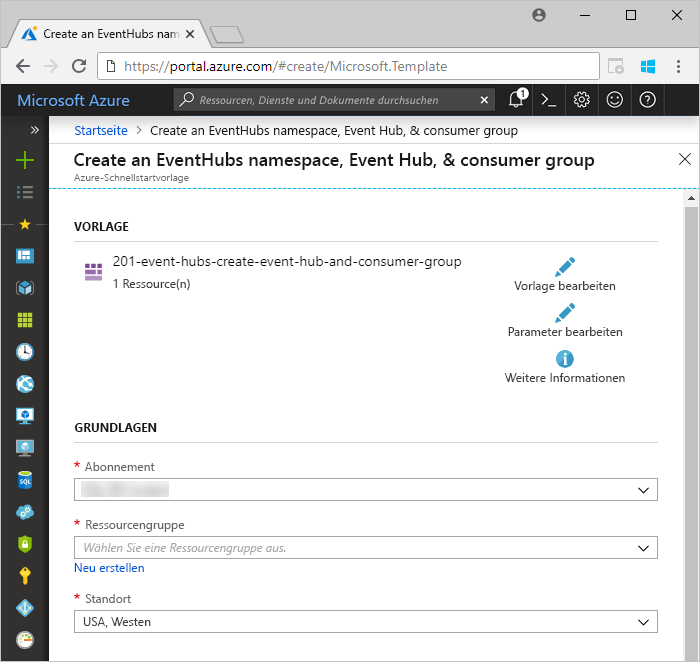 Create an EventHubs nam
https://portal.azure.com/#create/Microsoft.Template
Microsoft Azure
Ressourcen, Dienste und Dokumente durchsuchen
1
Startseite > Create an EventHubs namespace, Event Hub, & consumer group
Create an EventHubs namespace, Event Hub, & consumer group
Azure-Schnellstartvorlage
VORLAGE
201-event-hubs-create-event-hub-and-consumer-group
1 Ressource(n)
Vorlage bearbeiten
Parameter bearbeiten
Weitere Informationen
GRUNDLAGEN
* Abonnement
* Ressourcengruppe
Wählen Sie eine Ressourcengruppe aus.
Neu erstellen
* Standort
USA, Westen
SQL